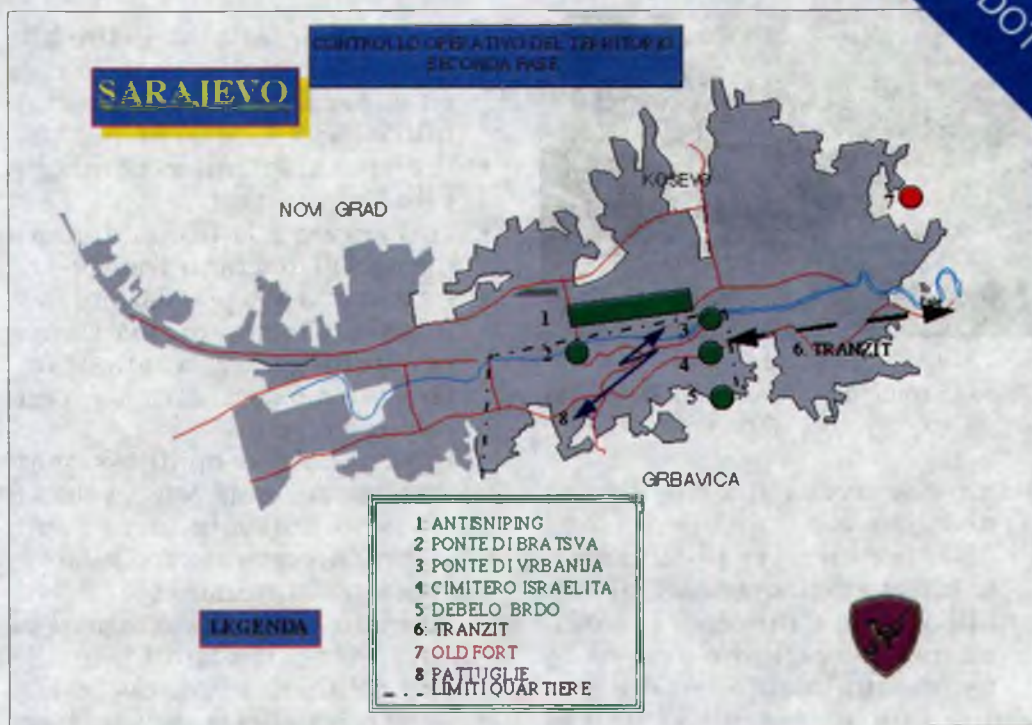 DOT
CONTROLLO OPERATIVO DEL TERRITORIO
SECONDA FASE
SARAJEVO
KOSEVO
7
NOVI GRAD
1
2
3
4
5
6: TRANZIT
8
GRBAVICA
1 ANTISNIPING
2 PONTE DI BRATSVA
3 PONTE DI VRBANIJA
4 CIMITERO ISRAELITA
5 DEBELO BRDO
6: TRANZIT
7 OLD FORT
8 PATTUGLIE
LIMITI QUARTIERE
LEGENDA